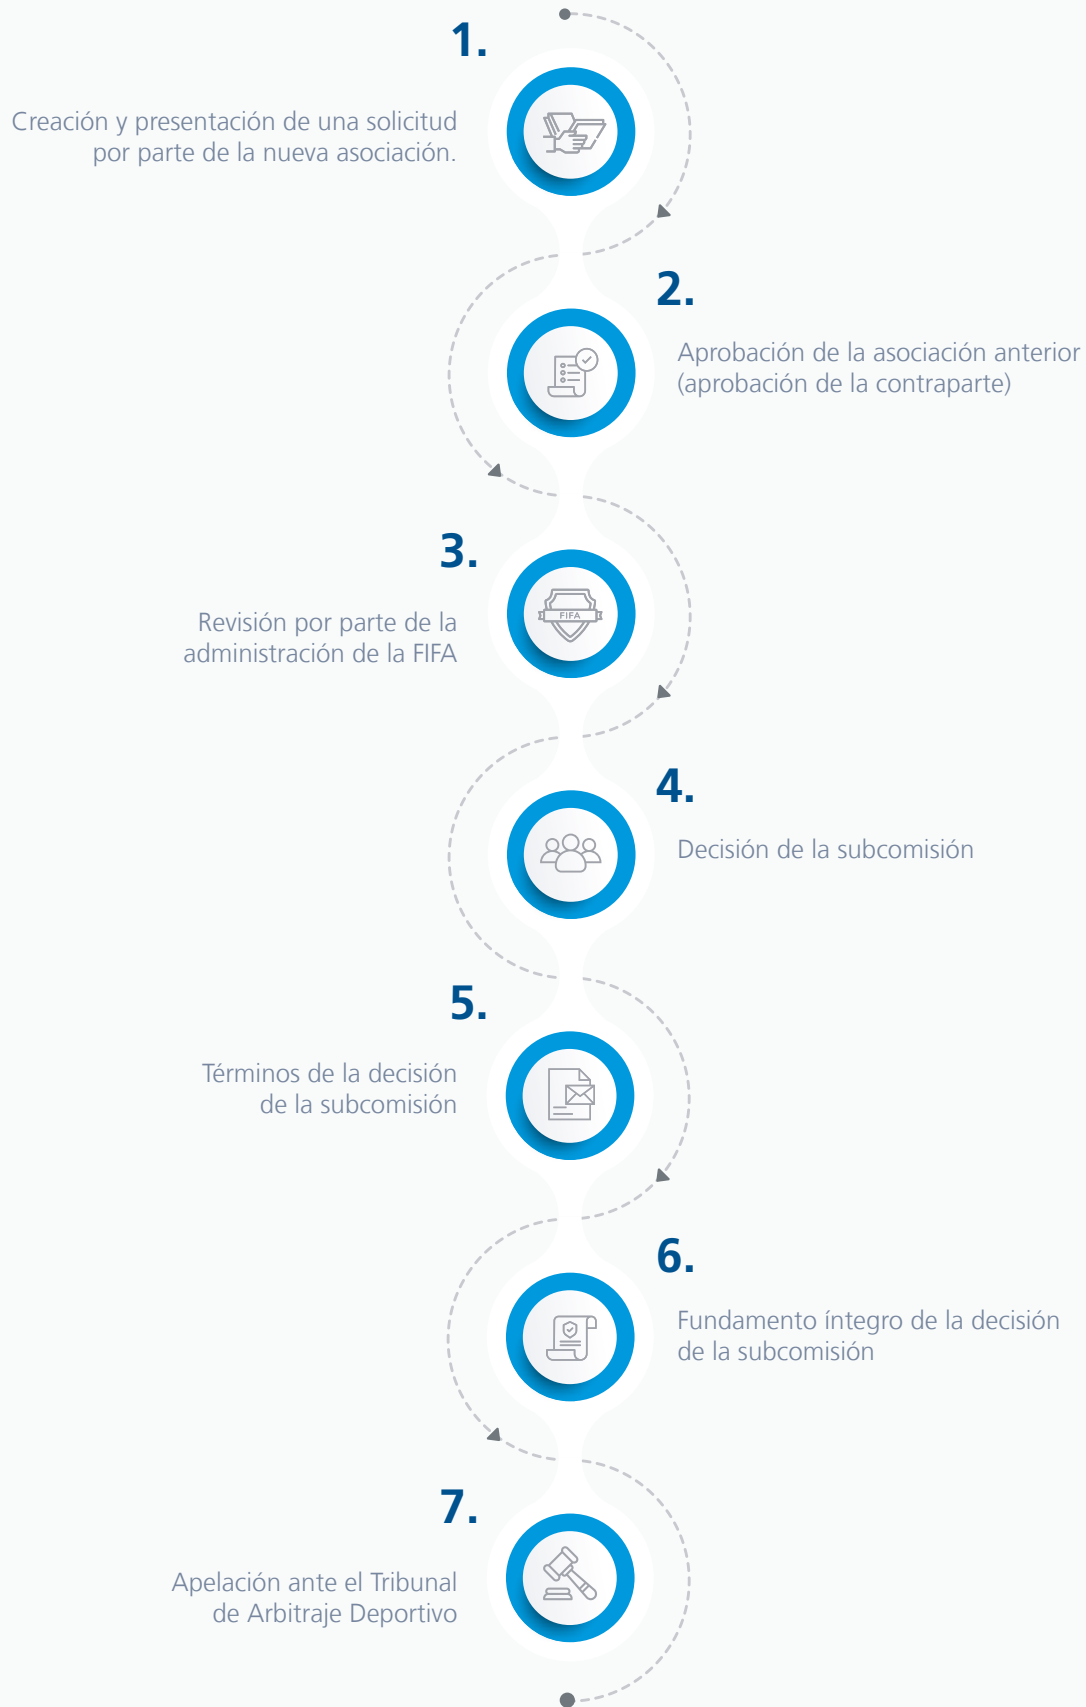 1.
Creación y presentación de una solicitud
por parte de la nueva asociación.
2.
Aprobación de la asociación anterior
(aprobación de la contraparte)
3.
FIFA
Revisión por parte de la
administración de la FIFA
4.
Decisión de la subcomisión
5.
Términos de la decisión
de la subcomisión
6.
Fundamento íntegro de la decisión
de la subcomisión
7.
Apelación ante el Tribunal
de Arbitraje Deportivo